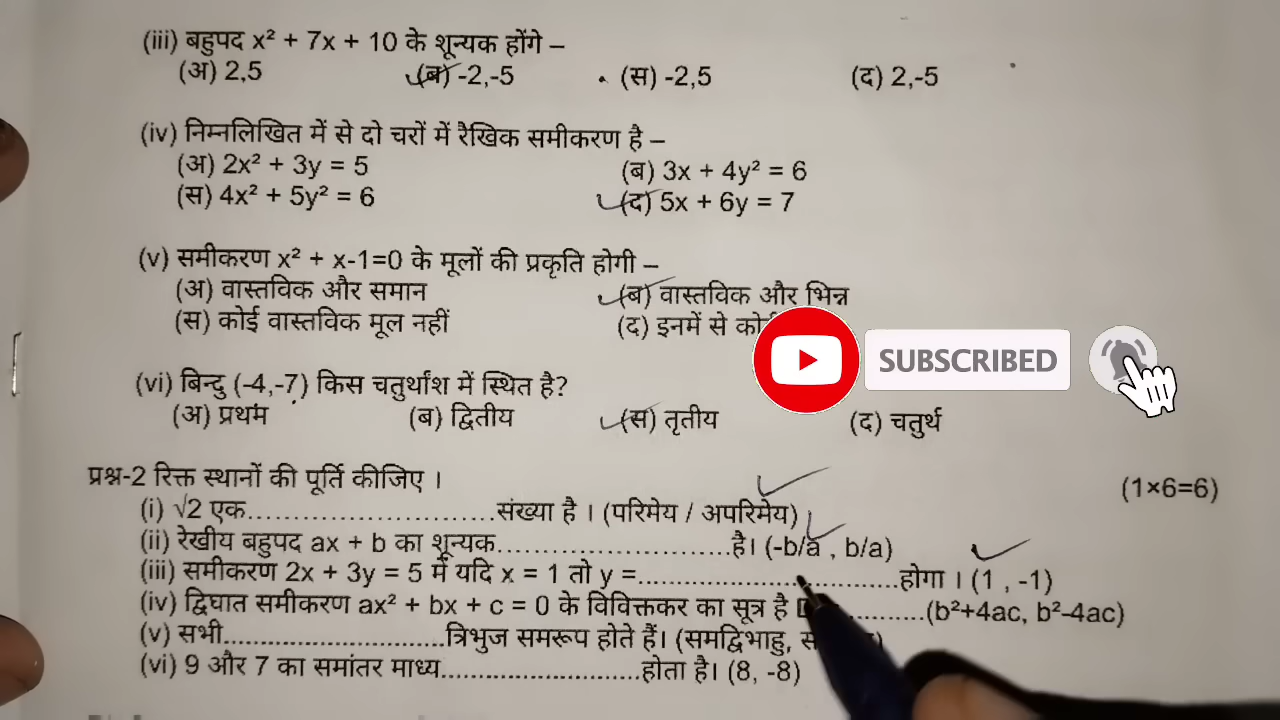 (iii) बहुपद x² + 7x + 10 के शून्यक होंगे –
(अ) 2,5 (ब) -2,-5 (स) -2,5 (द) 2,-5
(iv) निम्नलिखित में से दो चरों में रैखिक समीकरण है –
(अ) 2x² + 3y = 5 (ब) 3x + 4y² = 6
(स) 4x² + 5y² = 6 (द) 5x + 6y = 7
(v) समीकरण x² + x-1=0 के मूलों की प्रकृति होगी –
(अ) वास्तविक और समान (ब) वास्तविक और भिन्न
(स) कोई वास्तविक मूल नहीं (द) इनमें से
SUBSCRIBED
(vi) बिन्दु (-4,-7) किस चतुर्थांश में स्थित है?
(अ) प्रथम (ब) द्वितीय (स) तृतीय (द) चतुर्थ
प्रश्न-2 रिक्त स्थानों की पूर्ति कीजिए । (1×6=6)
(i) √2 एक............................संख्या है । (परिमेय / अपरिमेय)
(ii) रेखीय बहुपद ax + b का शून्यक..........................है। (-b/a , b/a)
(iii) समीकरण 2x + 3y = 5 में यदि x = 1 तो y =.............................होगा । (1 , -1)
(iv) द्विघात समीकरण ax² + bx + c = 0 के विविक्तकर का सूत्र है ..........(b²+4ac, b²-4ac)
(v) सभी..........................त्रिभुज समरूप होते हैं। (समद्विभाहु,
(vi) 9 और 7 का समांतर माध्य..........................होता है। (8, -8)